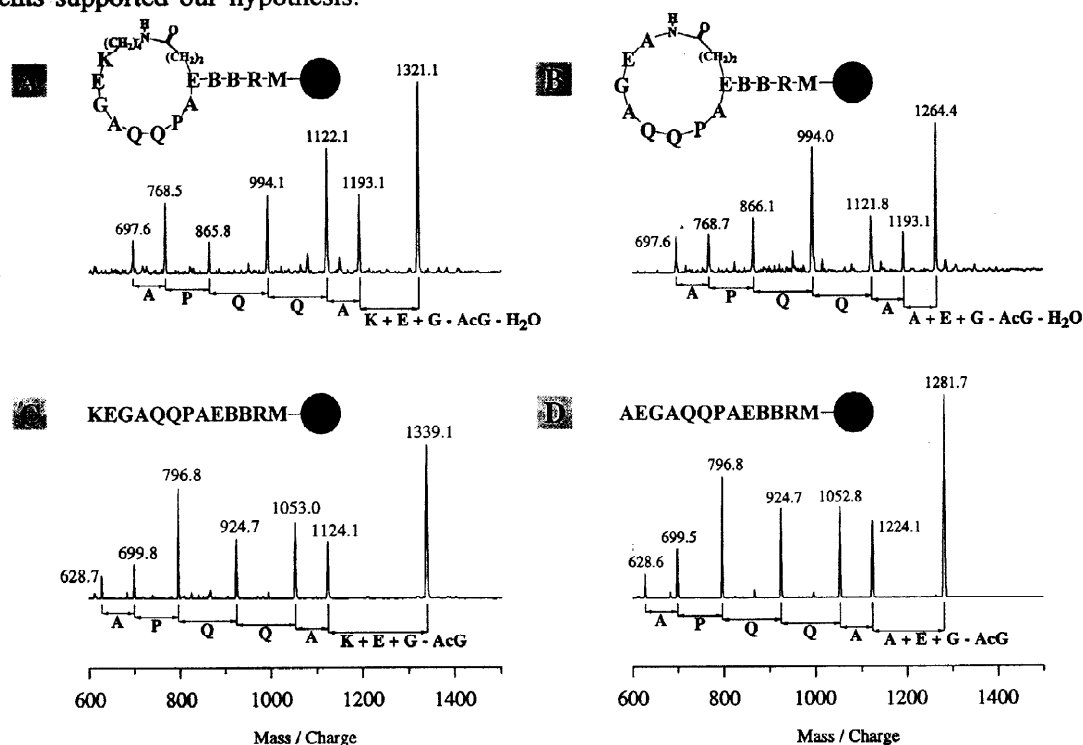 ems supported our hypothesis.
A
H
N
O
(CH₂)₄
(CH₂)₂
K
E
G
A
Q
Q
P
A
E-B-B-R-M
1321.1
1122.1
1193.1
994.1
768.5
865.8
697.6
A
P
Q
Q
A
K + E + G - AcG - H₂O
B
H
N
O
(CH₂)₂
A
E
G
A
Q
Q
P
A
E-B-B-R-M
1264.4
994.0
1121.8
1193.1
866.1
768.7
697.6
A
P
Q
Q
A
A + E + G - AcG - H₂O
C
KEGAQQPAEBBRM
1339.1
796.8
1053.0
924.7
1124.1
699.8
628.7
A
P
Q
Q
A
K + E + G - AcG
600
800
1000
1200
1400
Mass / Charge
D
AEGAQQPAEBBRM
1281.7
796.8
924.7
1052.8
1224.1
699.5
628.6
A
P
Q
Q
A
A + E + G - AcG
600
800
1000
1200
1400
Mass / Charge